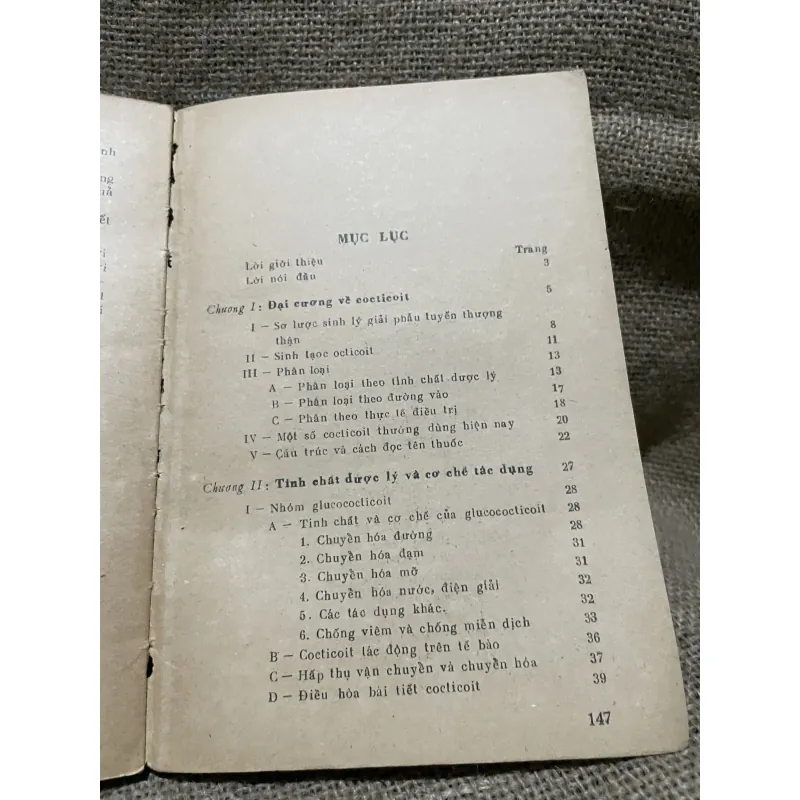 nh
ng
uả
ết
i
i
i
MỤC LỤC
Trang
Lời giới thiệu 3
Lời nói đầu
Chương I: Đại cương về cocticoit 5
I — Sơ lược sinh lý giải phẫu tuyến thượng
thận 8
II — Sinh tạoc octicoit 11
III — Phân loại 13
A — Phân loại theo tính chất dược lý 13
B — Phân loại theo đường vào 17
C — Phân theo thực tế điều trị 18
IV — Một số cocticoit thường dùng hiện nay 20
V — Cấu trúc và cách đọc tên thuốc 22
Chương II: Tính chất dược lý và cơ chế tác dụng 27
I — Nhóm glucococticoit 28
A — Tính chất và cơ chế của glucococticoit 28
1. Chuyển hóa đường 28
2. Chuyển hóa đạm 31
3. Chuyển hóa mỡ 31
4. Chuyển hóa nước, điện giải 32
5. Các tác dụng khác. 32
6. Chống viêm và chống miễn dịch 33
B — Cocticoit tác động trên tế bào 36
C — Hấp thụ vận chuyển và chuyển hóa 37
D — Điều hòa bài tiết cocticoit 39
147